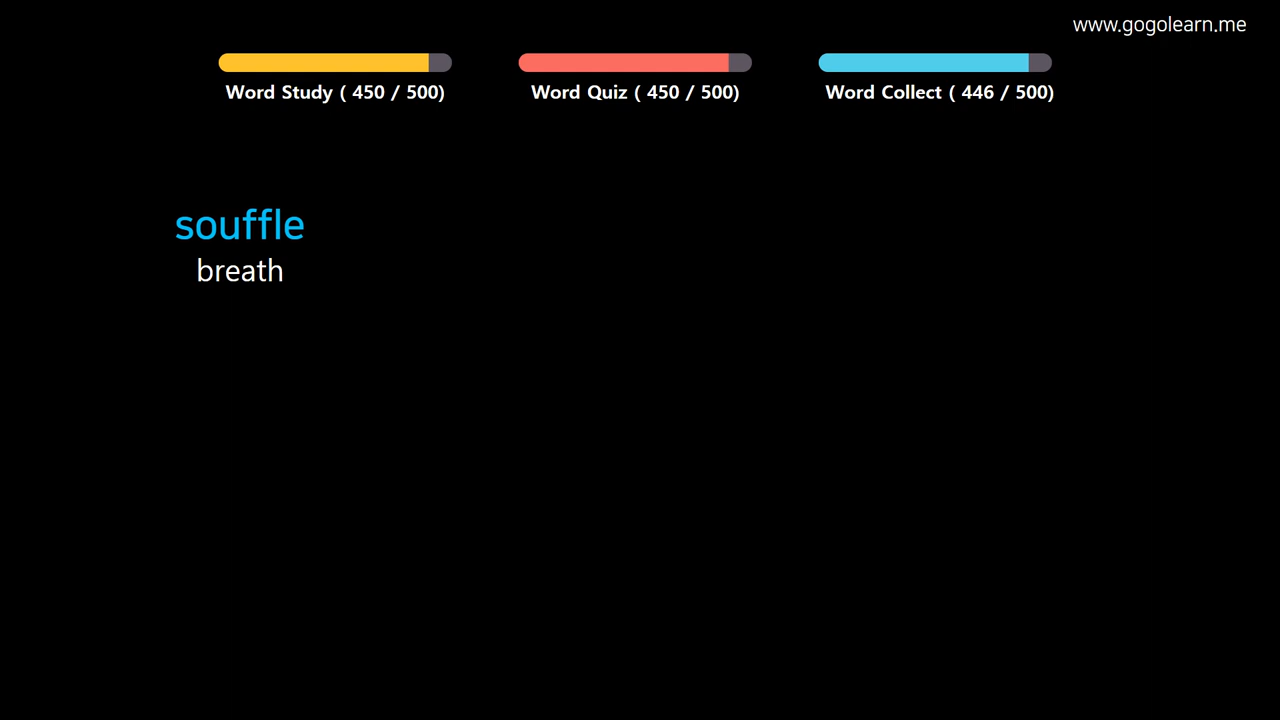 www.gogolearn.me
Word Study ( 450 / 500)
Word Quiz ( 450 / 500)
Word Collect ( 446 / 500)
souffle
breath